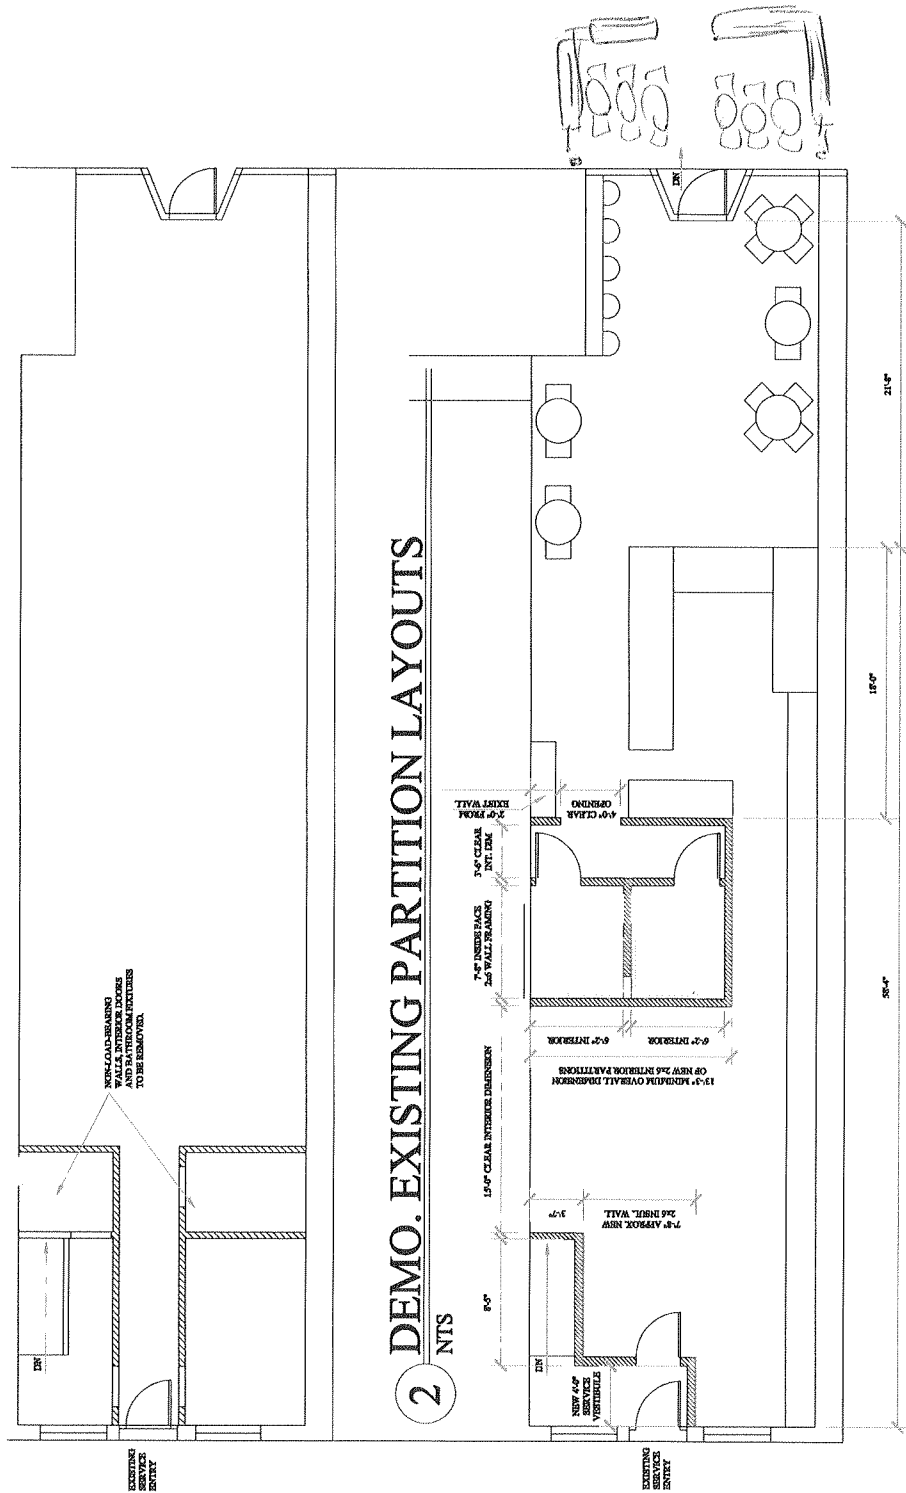 NON-LOAD-BEARING
WALLS, INTERIOR DOORS
AND BATHROOM FIXTURES
TO BE REMOVED.
DN
EXISTING
SERVICE
ENTRY
2
DEMO. EXISTING PARTITION LAYOUTS
NTS
2'-0" FROM
EXIST WALL
4'-0" CLEAR
OPENING
3'-6" CLEAR
INT. DIM
7'-8" INSIDE FACE
2x6 WALL FRAMING
6'-2" INTERIOR
6'-2" INTERIOR
13'-3" MINIMUM OVERALL DIMENSION
OF NEW 2x6 INTERIOR PARTITIONS
15'-0" CLEAR INTERIOR DIMENSION
3'-7"
7'-8" APPROX. NEW
2x6 INSUL. WALL
8'-5"
DN
NEW 4'-0"
SERVICE
VESTIBULE
EXISTING
SERVICE
ENTRY
DN
21'-8"
18'-0"
58'-4"